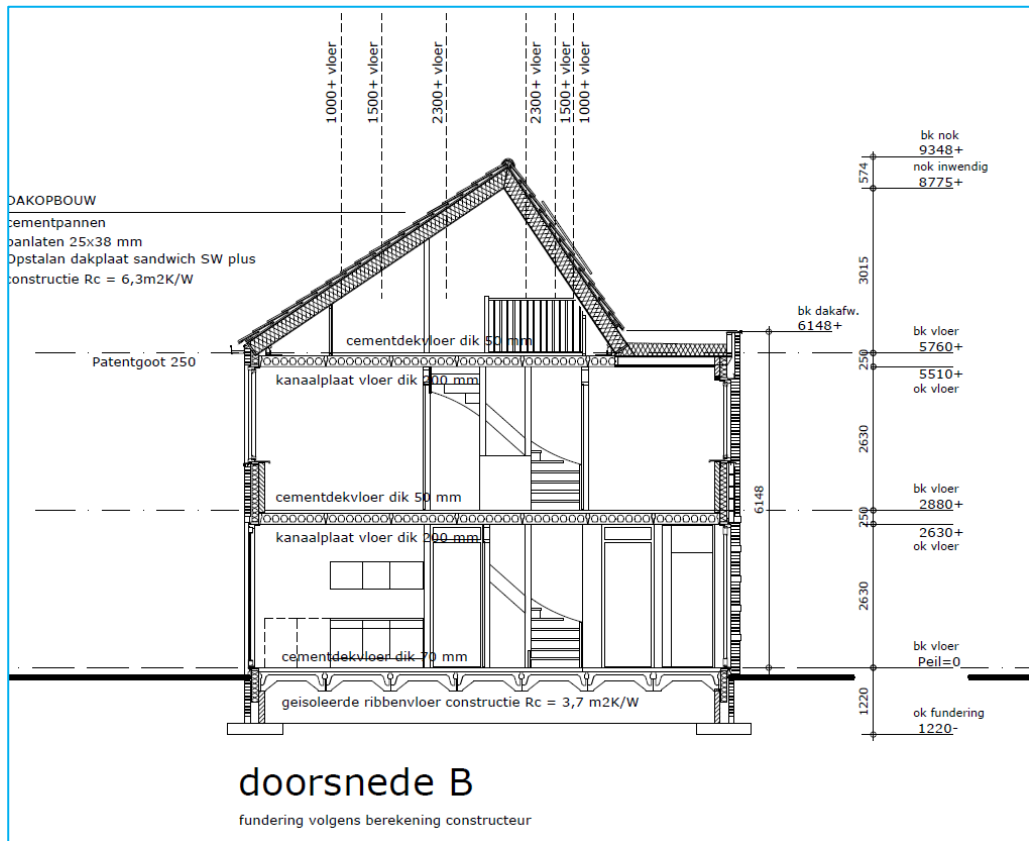 1000+ vloer
1500+ vloer
2300+ vloer
2300+ vloer
1500+ vloer
1000+ vloer
bk nok
9348+
574
nok inwendig
8775+
DAKOPBOUW
cementpannen
panlaten 25x38 mm
Opstalan dakplaat sandwich SW plus
constructie Rc = 6,3m2K/W
3015
bk dakafw.
6148+
cementdekvloer dik 50 mm
bk vloer
5760+
Patentgoot 250
250
5510+
ok vloer
kanaalplaat vloer dik 200 mm
2630
6148
cementdekvloer dik 50 mm
bk vloer
2880+
250
2630+
ok vloer
kanaalplaat vloer dik 200 mm
2630
cementdekvloer dik 70 mm
bk vloer
Peil=0
geisoleerde ribbenvloer constructie Rc = 3,7 m2K/W
1220
ok fundering
1220-
doorsnede B
fundering volgens berekening constructeur